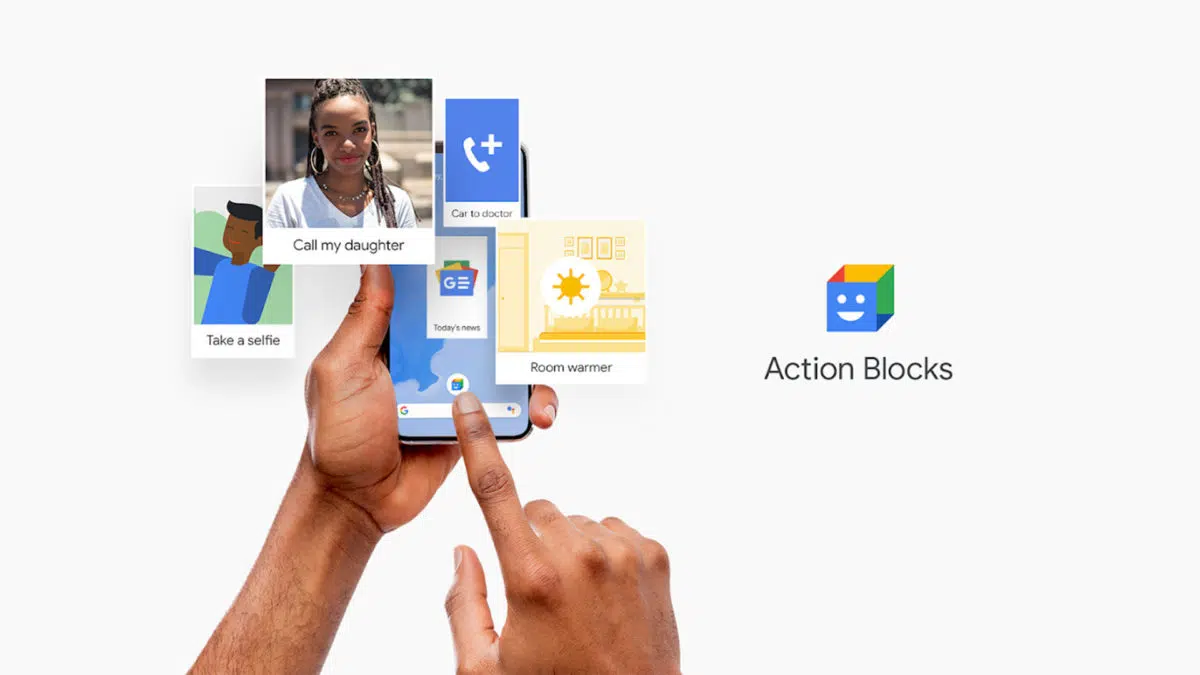 Call my daughter
Car to doctor
Take a selfie
Today's news
Room warmer
Action Blocks